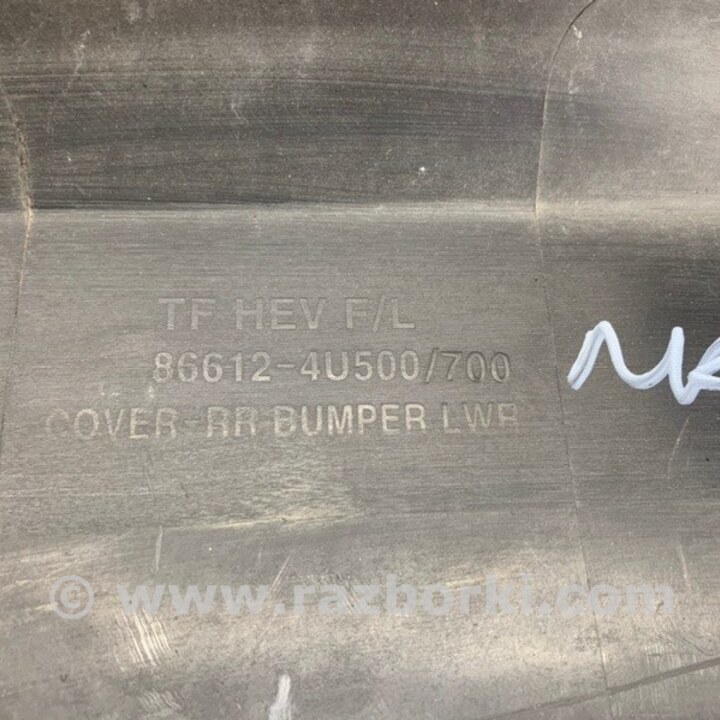 TF HEV F/L
86612-4U500/700
COVER-RR BUMPER LWR
© www.razborki.com